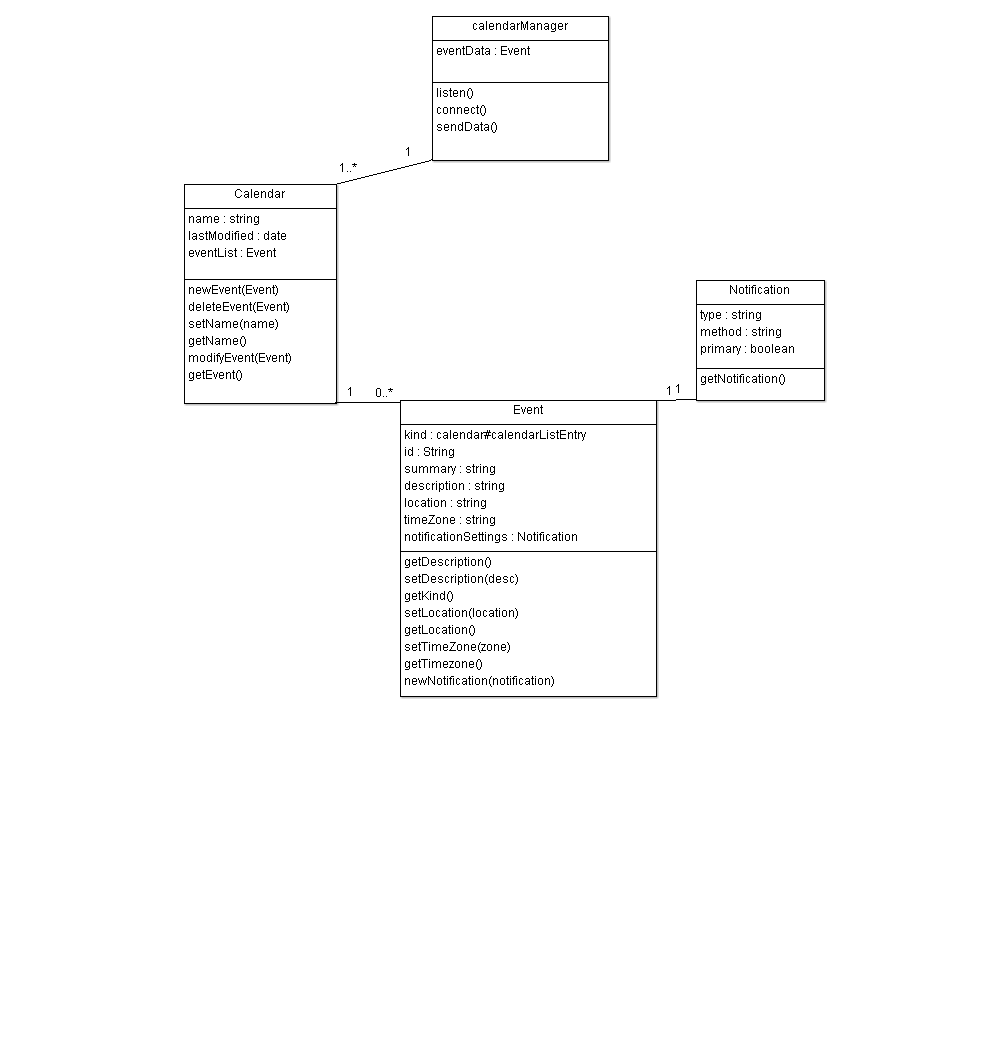 calendarManager
eventData : Event
listen()
connect()
sendData()
1
1..*
Calendar
name : string
lastModified : date
eventList : Event
newEvent(Event)
deleteEvent(Event)
setName(name)
getName()
modifyEvent(Event)
getEvent()
Notification
type : string
method : string
primary : boolean
getNotification()
1 0..*
1 1
Event
kind : calendar#calendarListEntry
id : String
summary : string
description : string
location : string
timeZone : string
notificationSettings : Notification
getDescription()
setDescription(desc)
getKind()
setLocation(location)
getLocation()
setTimeZone(zone)
getTimezone()
newNotification(notification)